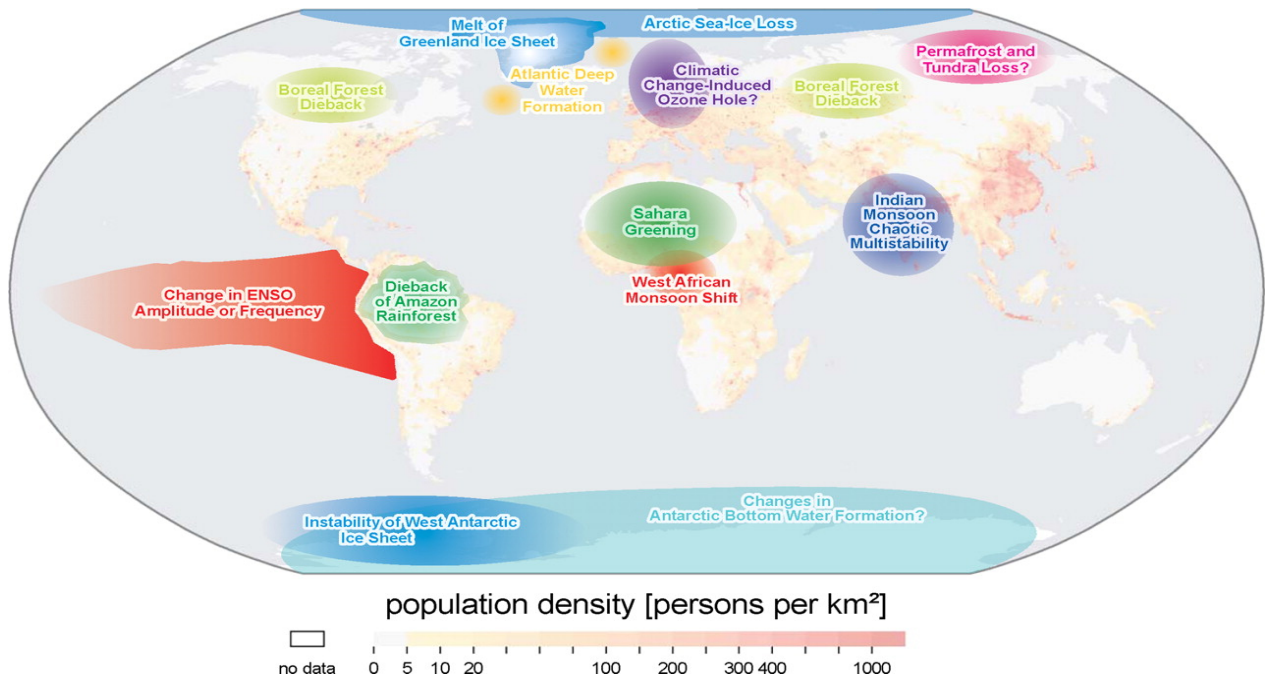 Melt of
Greenland Ice Sheet
Arctic Sea-Ice Loss
Permafrost and
Tundra Loss?
Atlantic Deep
Water
Formation
Climatic
Change-Induced
Ozone Hole?
Boreal Forest
Dieback
Boreal Forest
Dieback
Sahara
Greening
Indian
Monsoon
Chaotic
Multistability
West African
Monsoon Shift
Change in ENSO
Amplitude or Frequency
Dieback
of Amazon
Rainforest
Changes in
Antarctic Bottom Water Formation?
Instability of West Antarctic
Ice Sheet
population density [persons per km²]
no data 0 5 10 20 100 200 300 400 1000